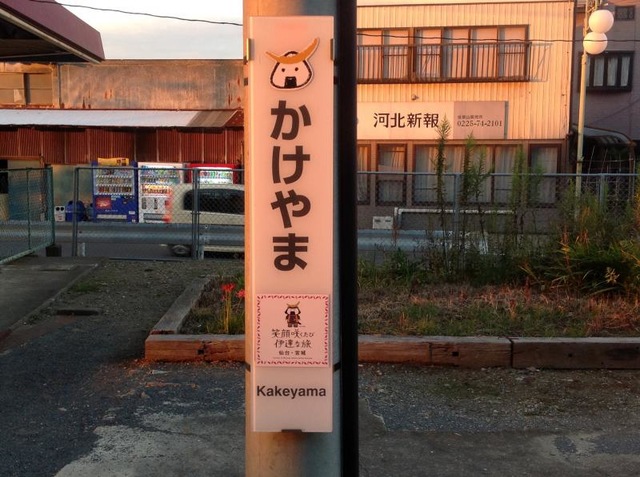 かけやま
笑顔咲くたび
伊達な旅
仙台・宮城
Kakeyama
河北新報
0225-74-2101